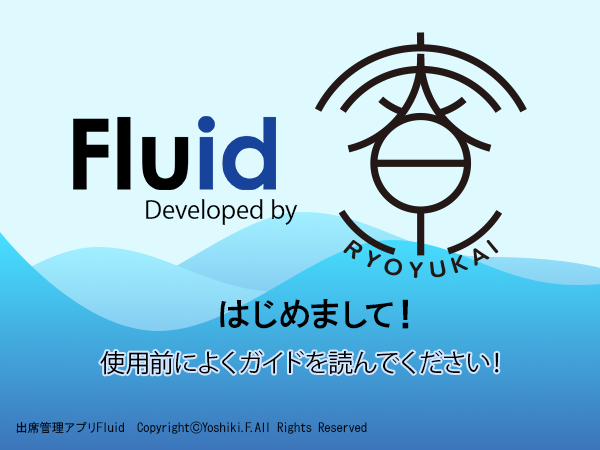 Fluid
Developed by
RYOYUKAI
はじめまして!
使用前によくガイドを読んでください!
出席管理アプリFluid CopyrightⒸYoshiki.F.All Rights Reserved